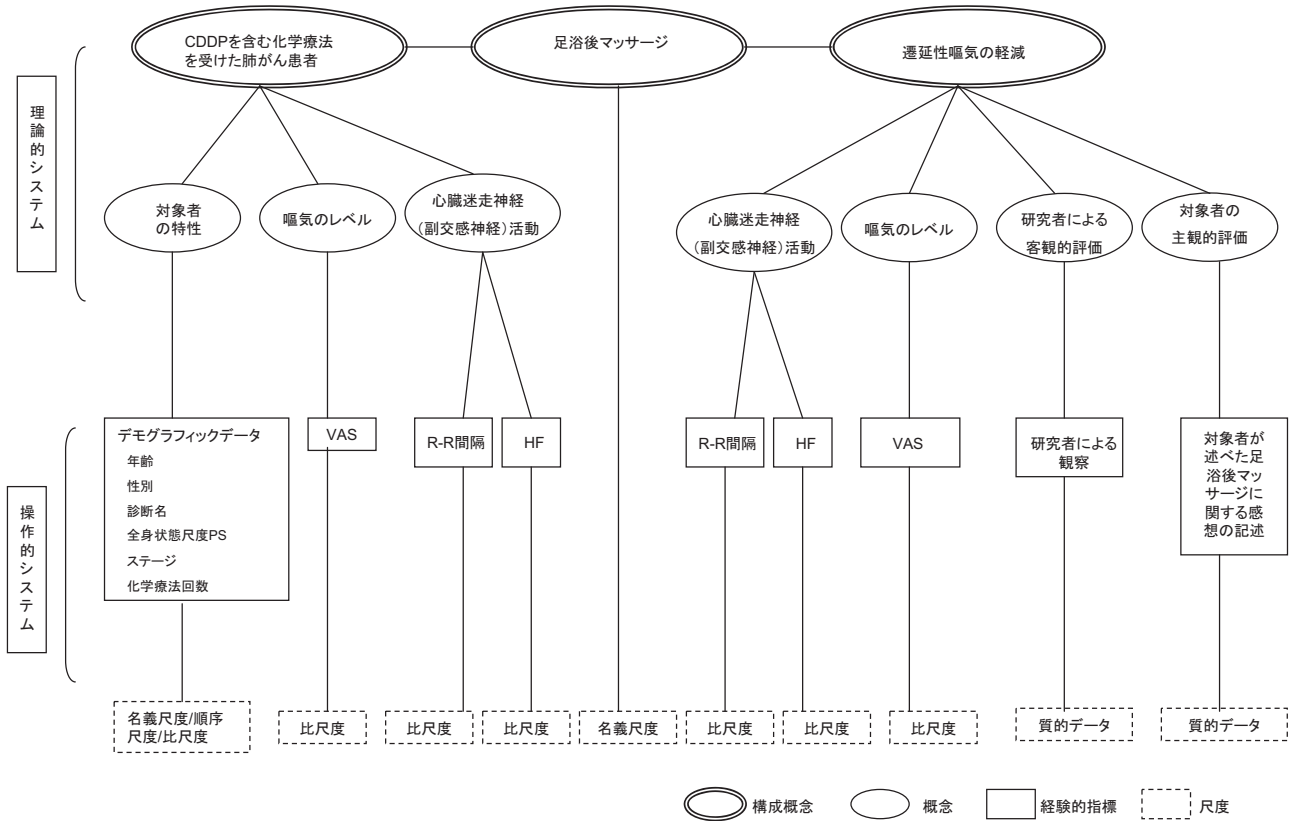 CDDPを含む化学療法
を受けた肺がん患者
足浴後マッサージ
遷延性嘔気の軽減
理論的システム
対象者
の特性
嘔気のレベル
心臓迷走神経
（副交感神経）活動
心臓迷走神経
（副交感神経）活動
嘔気のレベル
研究者による
客観的評価
対象者の
主観的評価
操作的システム
デモグラフィックデータ
年齢
性別
診断名
全身状態尺度PS
ステージ
化学療法回数
VAS
R-R間隔
HF
R-R間隔
HF
VAS
研究者による
観察
対象者が
述べた足
浴後マッ
サージに
関する感
想の記述
名義尺度/順序
尺度/比尺度
比尺度
比尺度
比尺度
名義尺度
比尺度
比尺度
比尺度
質的データ
質的データ
構成概念
概念
経験的指標
尺度